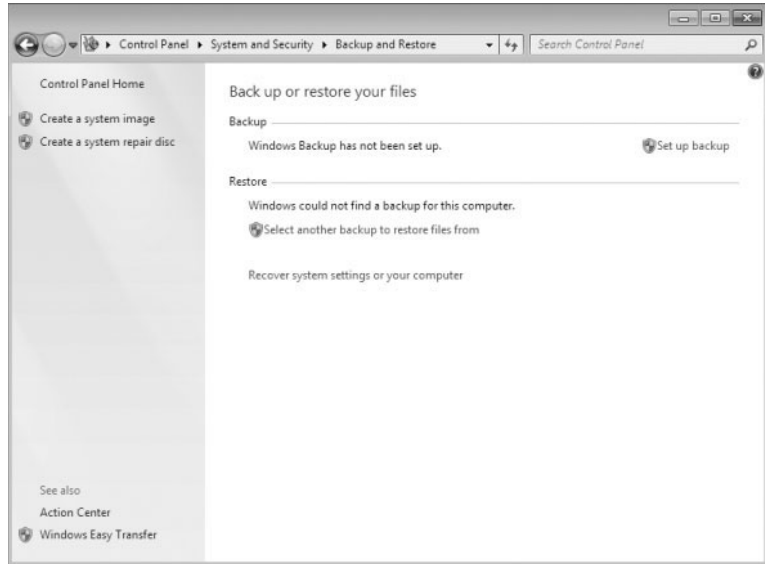 Control Panel ▸ System and Security ▸ Backup and Restore
Search Control Panel
Control Panel Home
Create a system image
Create a system repair disc
Back up or restore your files
Backup
Windows Backup has not been set up.
Set up backup
Restore
Windows could not find a backup for this computer.
Select another backup to restore files from
Recover system settings or your computer
See also
Action Center
Windows Easy Transfer